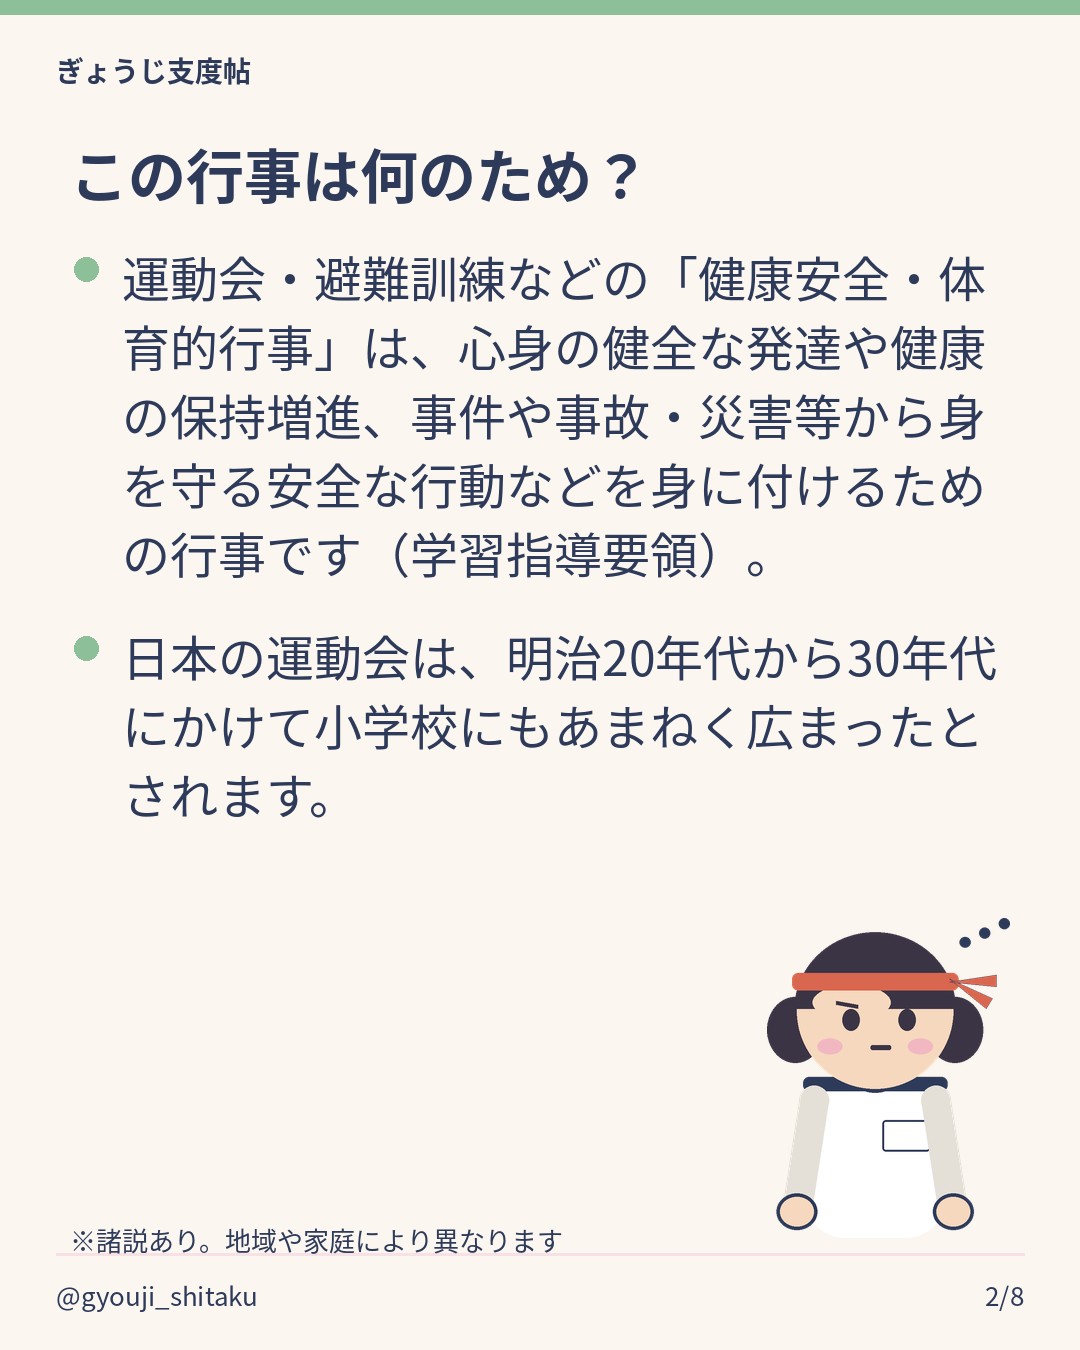 ぎょうじ支度帖
この行事は何のため？
運動会・避難訓練などの「健康安全・体
育的行事」は、心身の健全な発達や健康
の保持増進、事件や事故・災害等から身
を守る安全な行動などを身に付けるため
の行事です（学習指導要領）。
日本の運動会は、明治20年代から30年代
にかけて小学校にもあまねく広まったと
されます。
※諸説あり。地域や家庭により異なります
@gyouji_shitaku
2/8